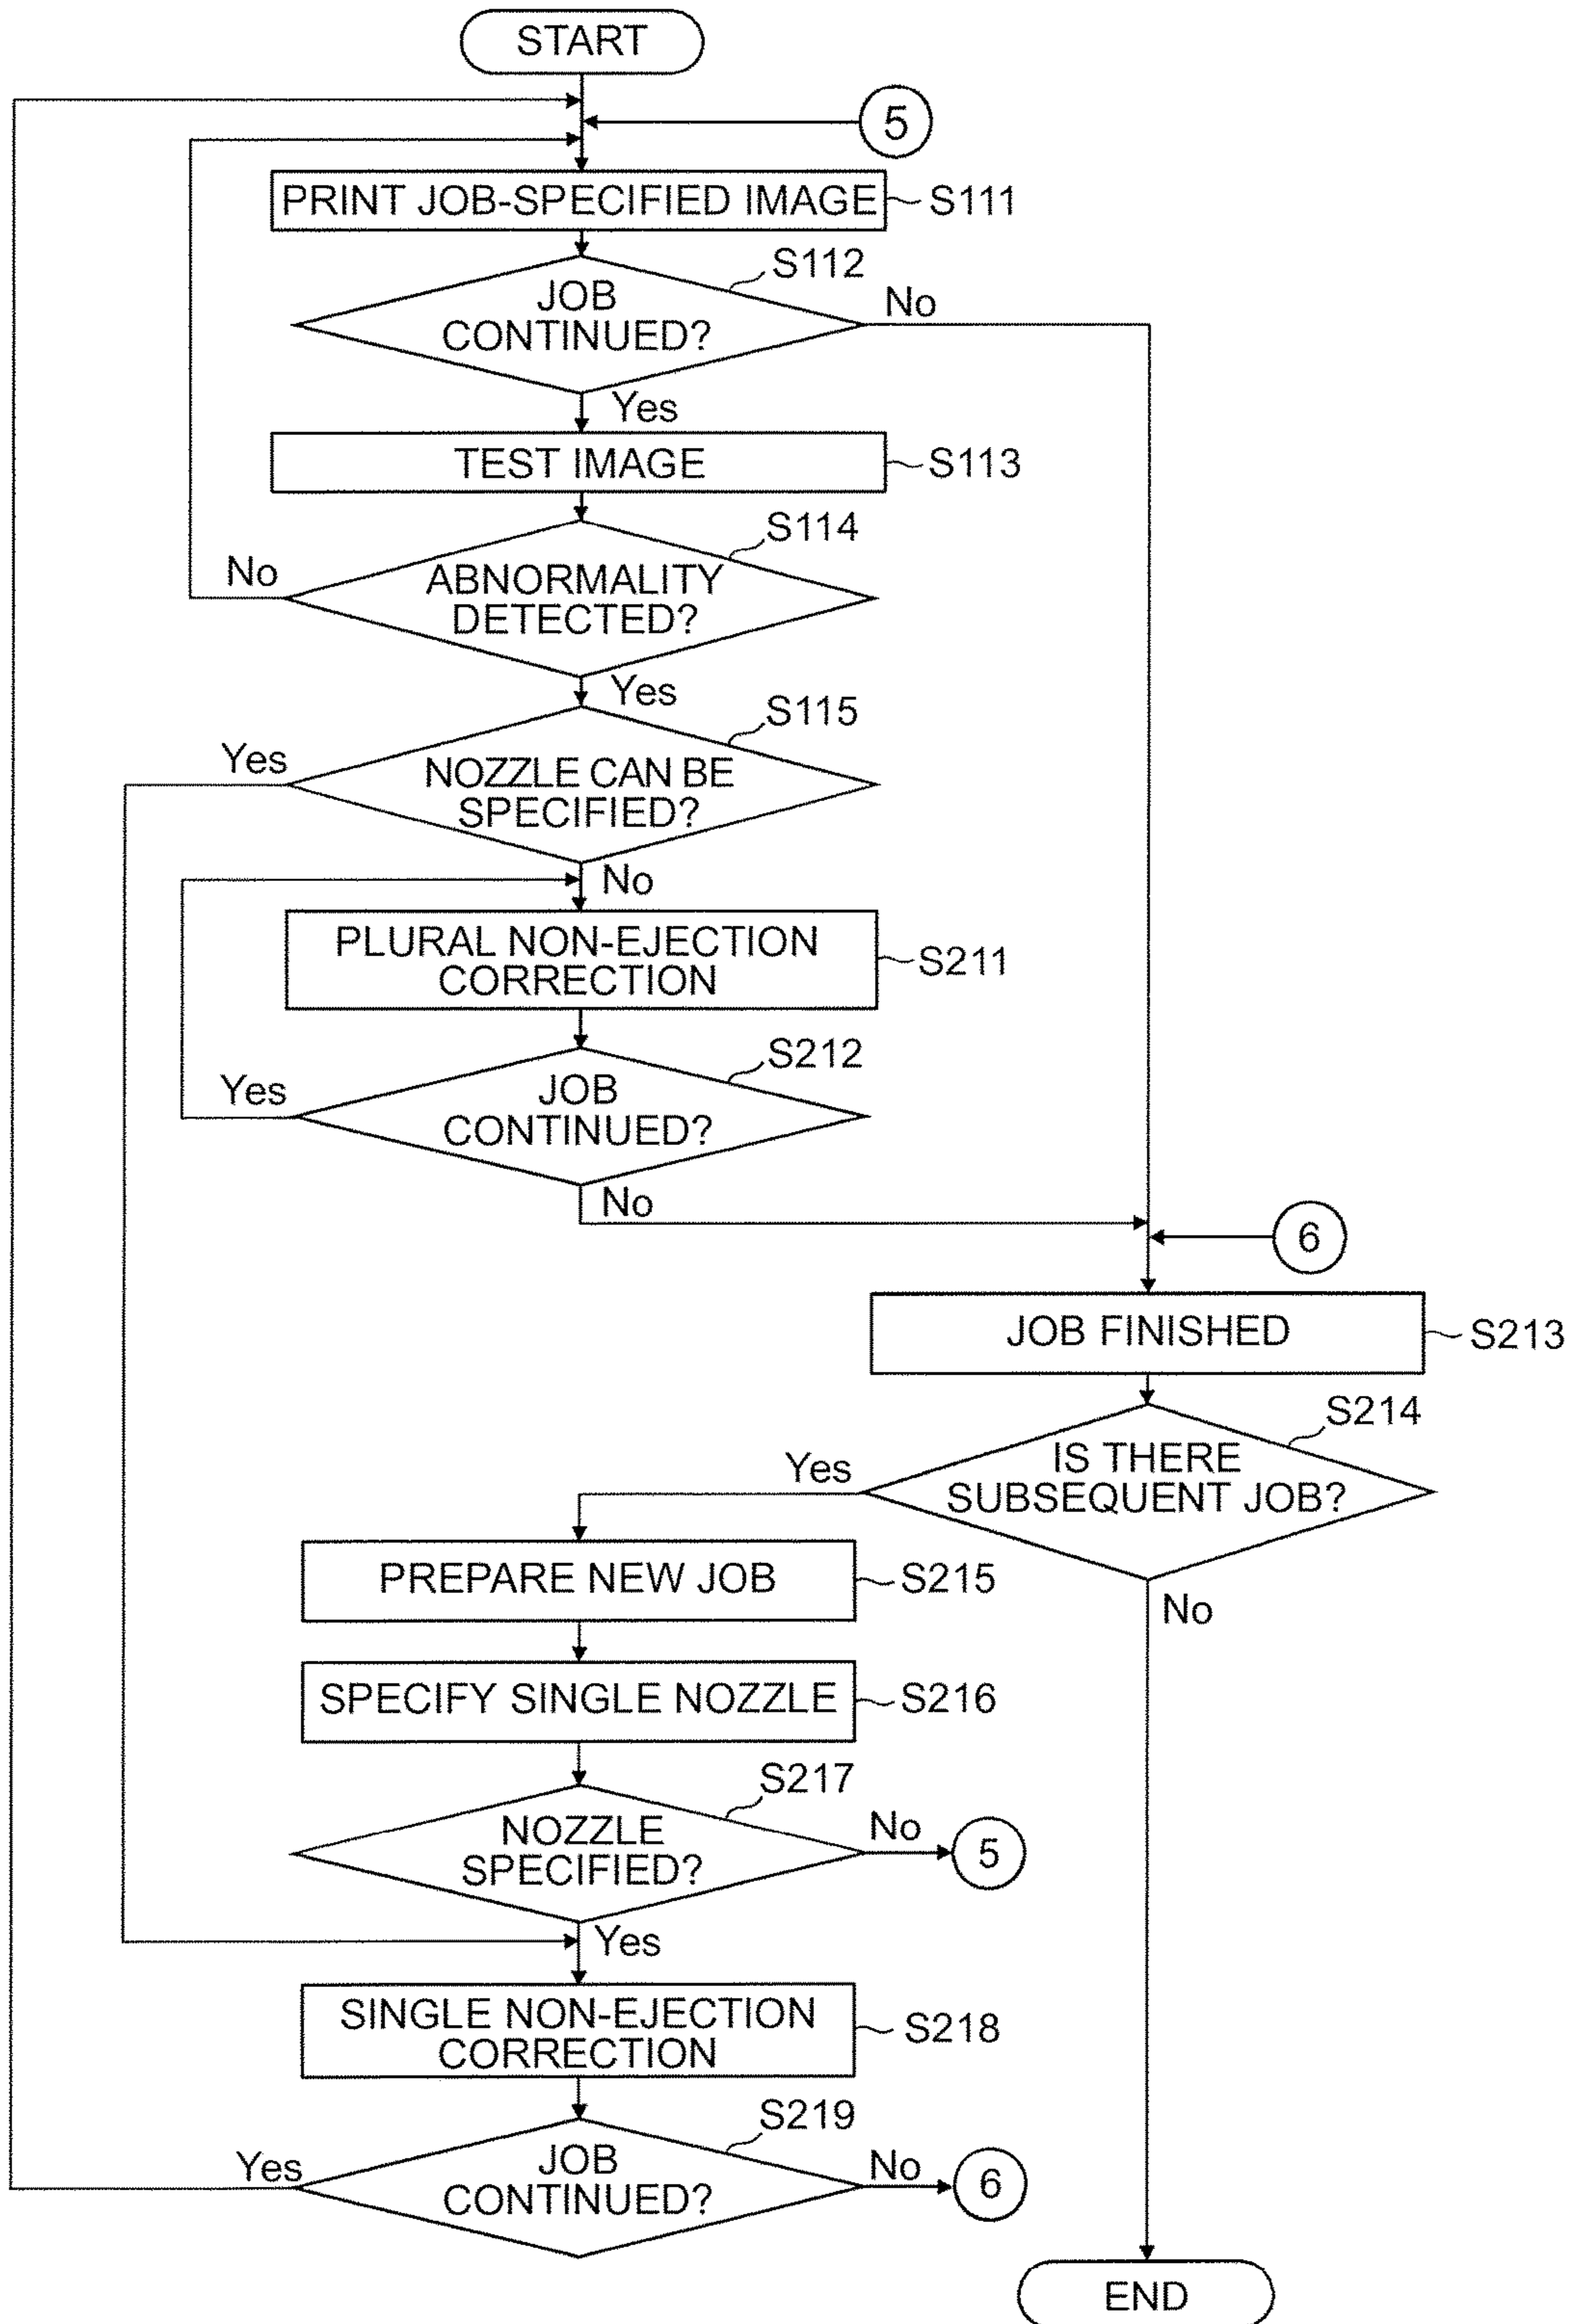 START
5
PRINT JOB-SPECIFIED IMAGE
S111
S112
JOB
CONTINUED?
No
Yes
TEST IMAGE
S113
S114
No
ABNORMALITY
DETECTED?
Yes
S115
Yes
NOZZLE CAN BE
SPECIFIED?
No
PLURAL NON-EJECTION
CORRECTION
S211
S212
Yes
JOB
CONTINUED?
No
6
JOB FINISHED
S213
S214
Yes
IS THERE
SUBSEQUENT JOB?
PREPARE NEW JOB
S215
No
SPECIFY SINGLE NOZZLE
S216
S217
NOZZLE
SPECIFIED?
No
5
Yes
SINGLE NON-EJECTION
CORRECTION
S218
S219
Yes
JOB
CONTINUED?
No
6
END